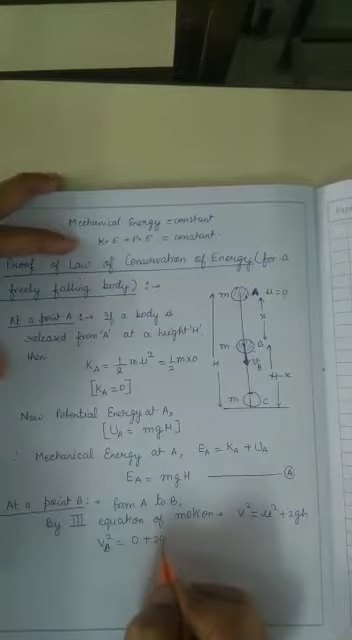 Mechanical Energy = constant
K.E + P.E = constant.
Proof of Law of Conservation of Energy (for a
freely falling body) :→
At a point A :→ If a body is
released from 'A' at a height 'H'
then
K_A = 1/2 m u² = 1/2 m×0
[K_A = 0]
m A u=0
x
m B
V_B
H
H-x
m C
Now Potential Energy at A,
[U_A = mgH]
∴ Mechanical Energy at A, E_A = K_A + U_A
E_A = mgH —— Ⓐ
At a point B :→ from A to B,
By III equation of motion → V² = u² + 2gh
V_B² = 0 + 2g